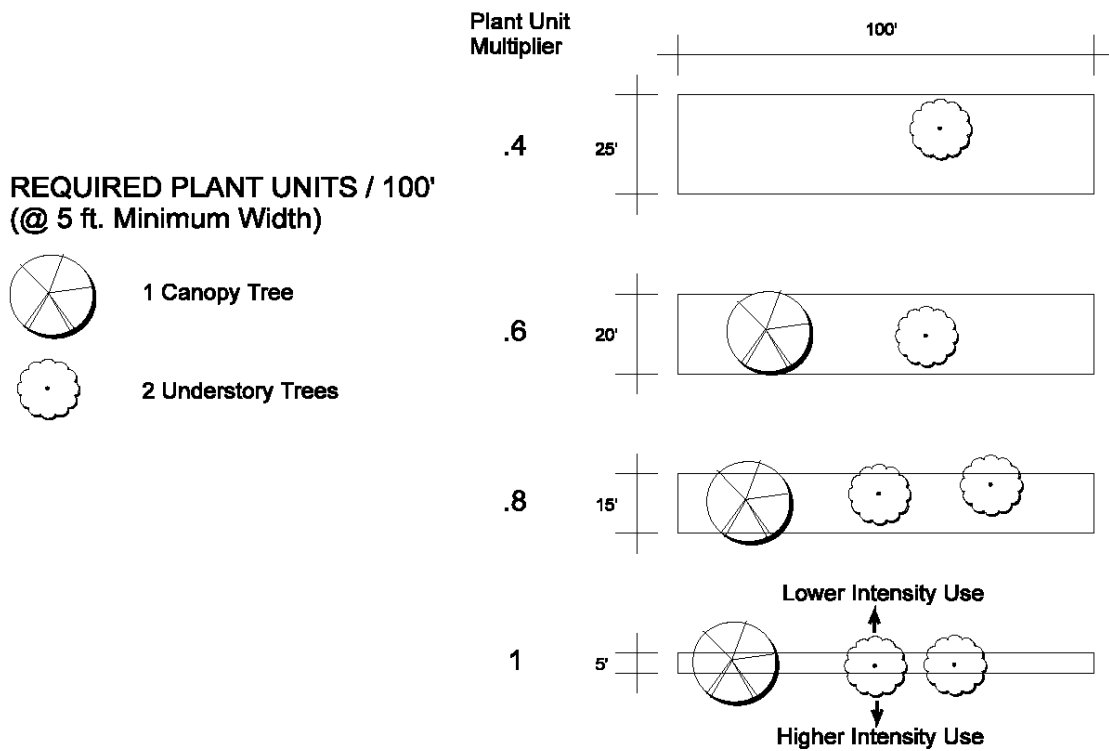 Plant Unit
Multiplier
100'
.4
25'
REQUIRED PLANT UNITS / 100'
(@ 5 ft. Minimum Width)
1 Canopy Tree
2 Understory Trees
.6
20'
.8
15'
Lower Intensity Use
1
5'
Higher Intensity Use